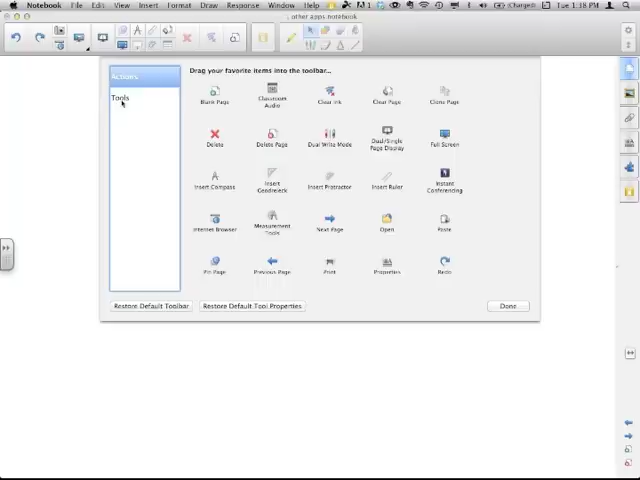 Notebook File Edit View Insert Format Draw Response Window Help (Charged) Tue 1:38 PM
other apps.notebook
Drag your favorite items into the toolbar...
Actions
Tools
Blank Page Classroom Audio Clear Ink Clear Page Clone Page
Delete Delete Page Dual Write Mode Dual/Single Page Display Full Screen
Insert Compass Insert Geodreieck Insert Protractor Insert Ruler Instant Conferencing
Internet Browser Measurement Tools Next Page Open Paste
Pin Page Previous Page Print Properties Redo
Restore Default Toolbar Restore Default Tool Properties Done